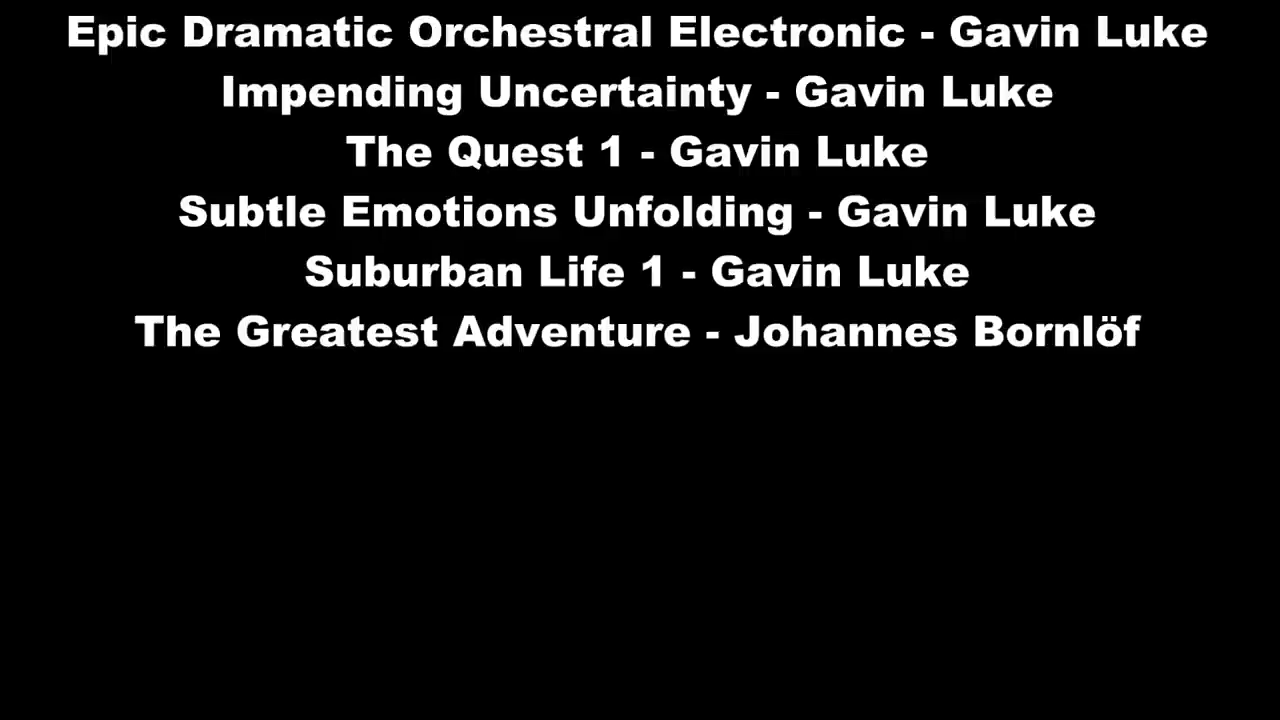 Epic Dramatic Orchestral Electronic - Gavin Luke
Impending Uncertainty - Gavin Luke
The Quest 1 - Gavin Luke
Subtle Emotions Unfolding - Gavin Luke
Suburban Life 1 - Gavin Luke
The Greatest Adventure - Johannes Bornlöf